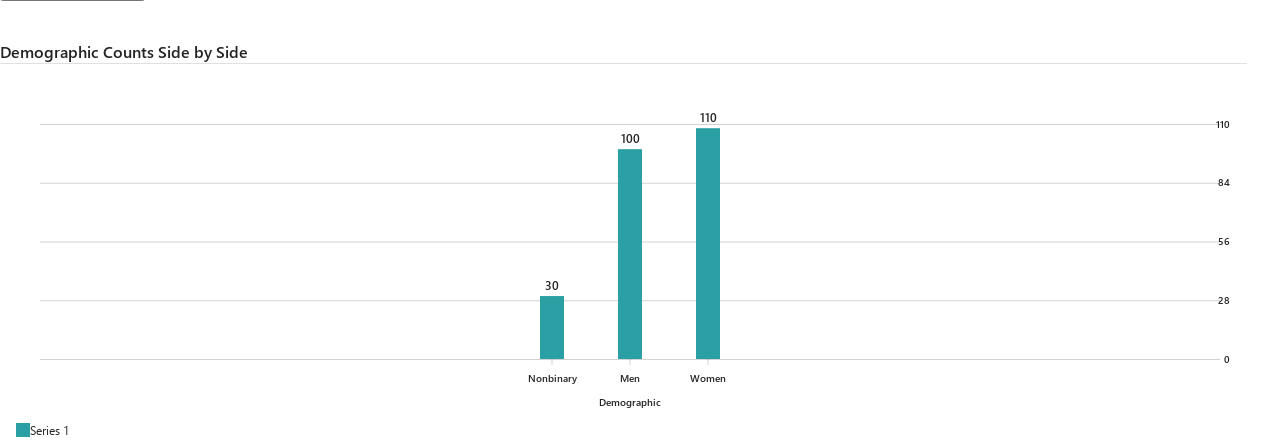 Demographic Counts Side by Side
110
110
100
84
56
30
28
0
Nonbinary Men Women
Demographic
Series 1